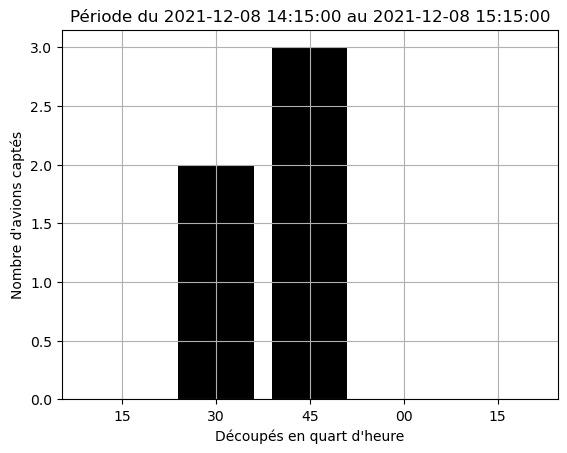 Période du 2021-12-08 14:15:00 au 2021-12-08 15:15:00
3.0
2.5
2.0
1.5
1.0
0.5
0.0
Nombre d'avions captés
15 30 45 00 15
Découpés en quart d'heure